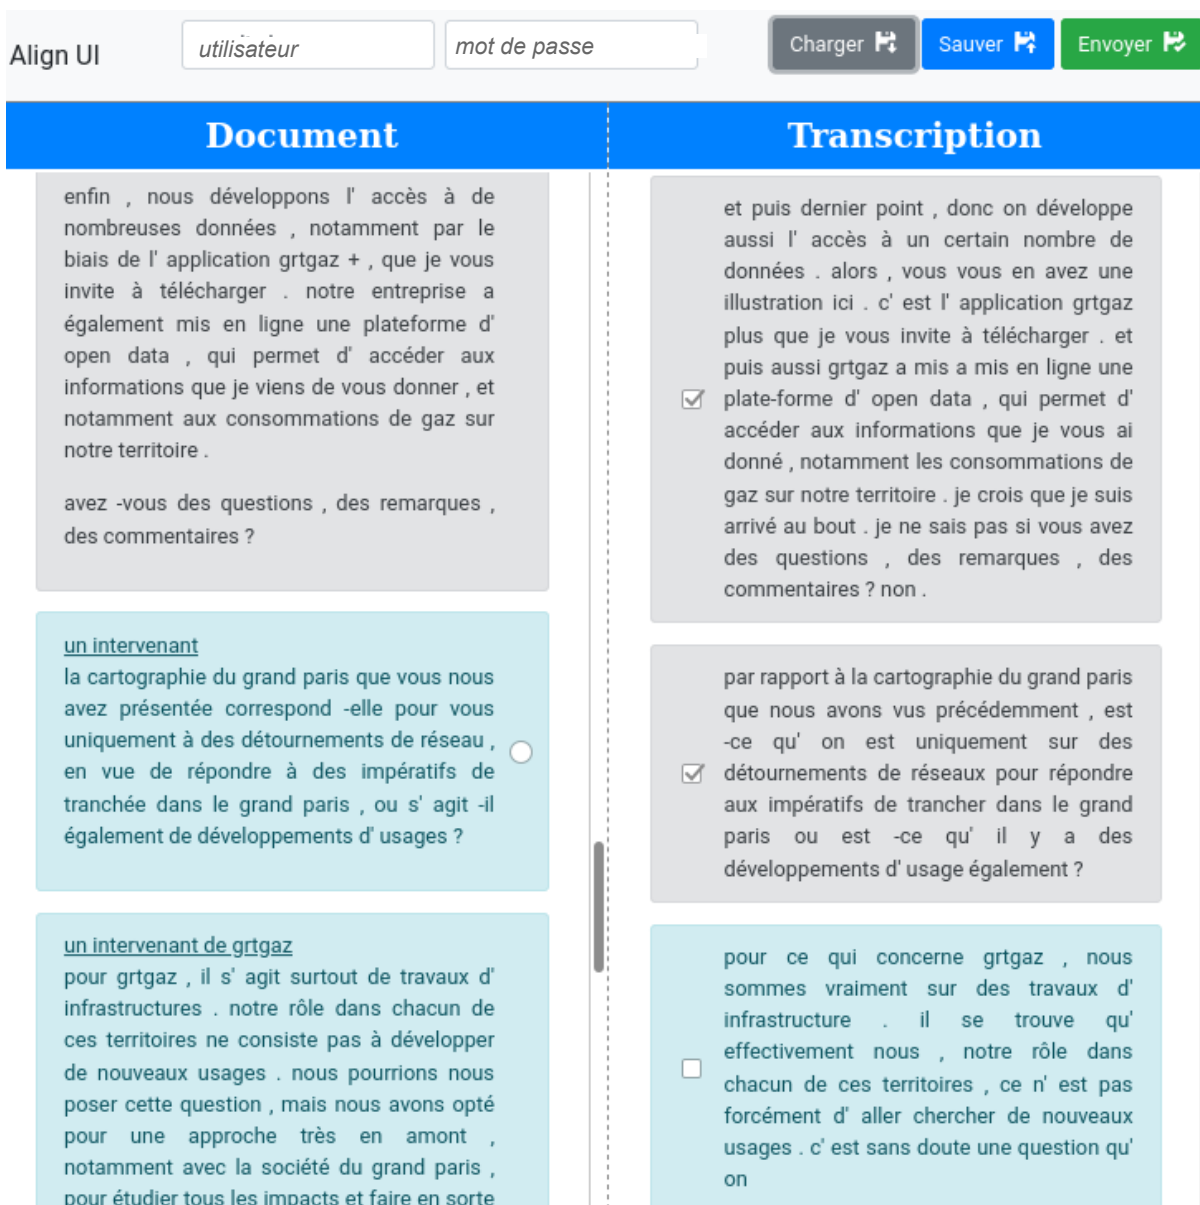 Align UI
utilisateur
mot de passe
Charger
Sauver
Envoyer
Document
enfin , nous développons l' accès à de
nombreuses données , notamment par le
biais de l' application grtgaz + , que je vous
invite à télécharger . notre entreprise a
également mis en ligne une plateforme d'
open data , qui permet d' accéder aux
informations que je viens de vous donner , et
notamment aux consommations de gaz sur
notre territoire .
avez -vous des questions , des remarques ,
des commentaires ?
un intervenant
la cartographie du grand paris que vous nous
avez présentée correspond -elle pour vous
uniquement à des détournements de réseau ,
en vue de répondre à des impératifs de
tranchée dans le grand paris , ou s' agit -il
également de développements d' usages ?
un intervenant de grtgaz
pour grtgaz , il s' agit surtout de travaux d'
infrastructures . notre rôle dans chacun de
ces territoires ne consiste pas à développer
de nouveaux usages . nous pourrions nous
poser cette question , mais nous avons opté
pour une approche très en amont ,
notamment avec la société du grand paris ,
pour étudier tous les impacts et faire en sorte
Transcription
et puis dernier point , donc on développe
aussi l' accès à un certain nombre de
données . alors , vous vous en avez une
illustration ici . c' est l' application grtgaz
plus que je vous invite à télécharger . et
puis aussi grtgaz a mis a mis en ligne une
plate-forme d' open data , qui permet d'
accéder aux informations que je vous ai
donné , notamment les consommations de
gaz sur notre territoire . je crois que je suis
arrivé au bout . je ne sais pas si vous avez
des questions , des remarques , des
commentaires ? non .
par rapport à la cartographie du grand paris
que nous avons vus précédemment , est
-ce qu' on est uniquement sur des
détournements de réseaux pour répondre
aux impératifs de trancher dans le grand
paris ou est -ce qu' il y a des
développements d' usage également ?
pour ce qui concerne grtgaz , nous
sommes vraiment sur des travaux d'
infrastructure . il se trouve qu'
effectivement nous , notre rôle dans
chacun de ces territoires , ce n' est pas
forcément d' aller chercher de nouveaux
usages . c' est sans doute une question qu'
on